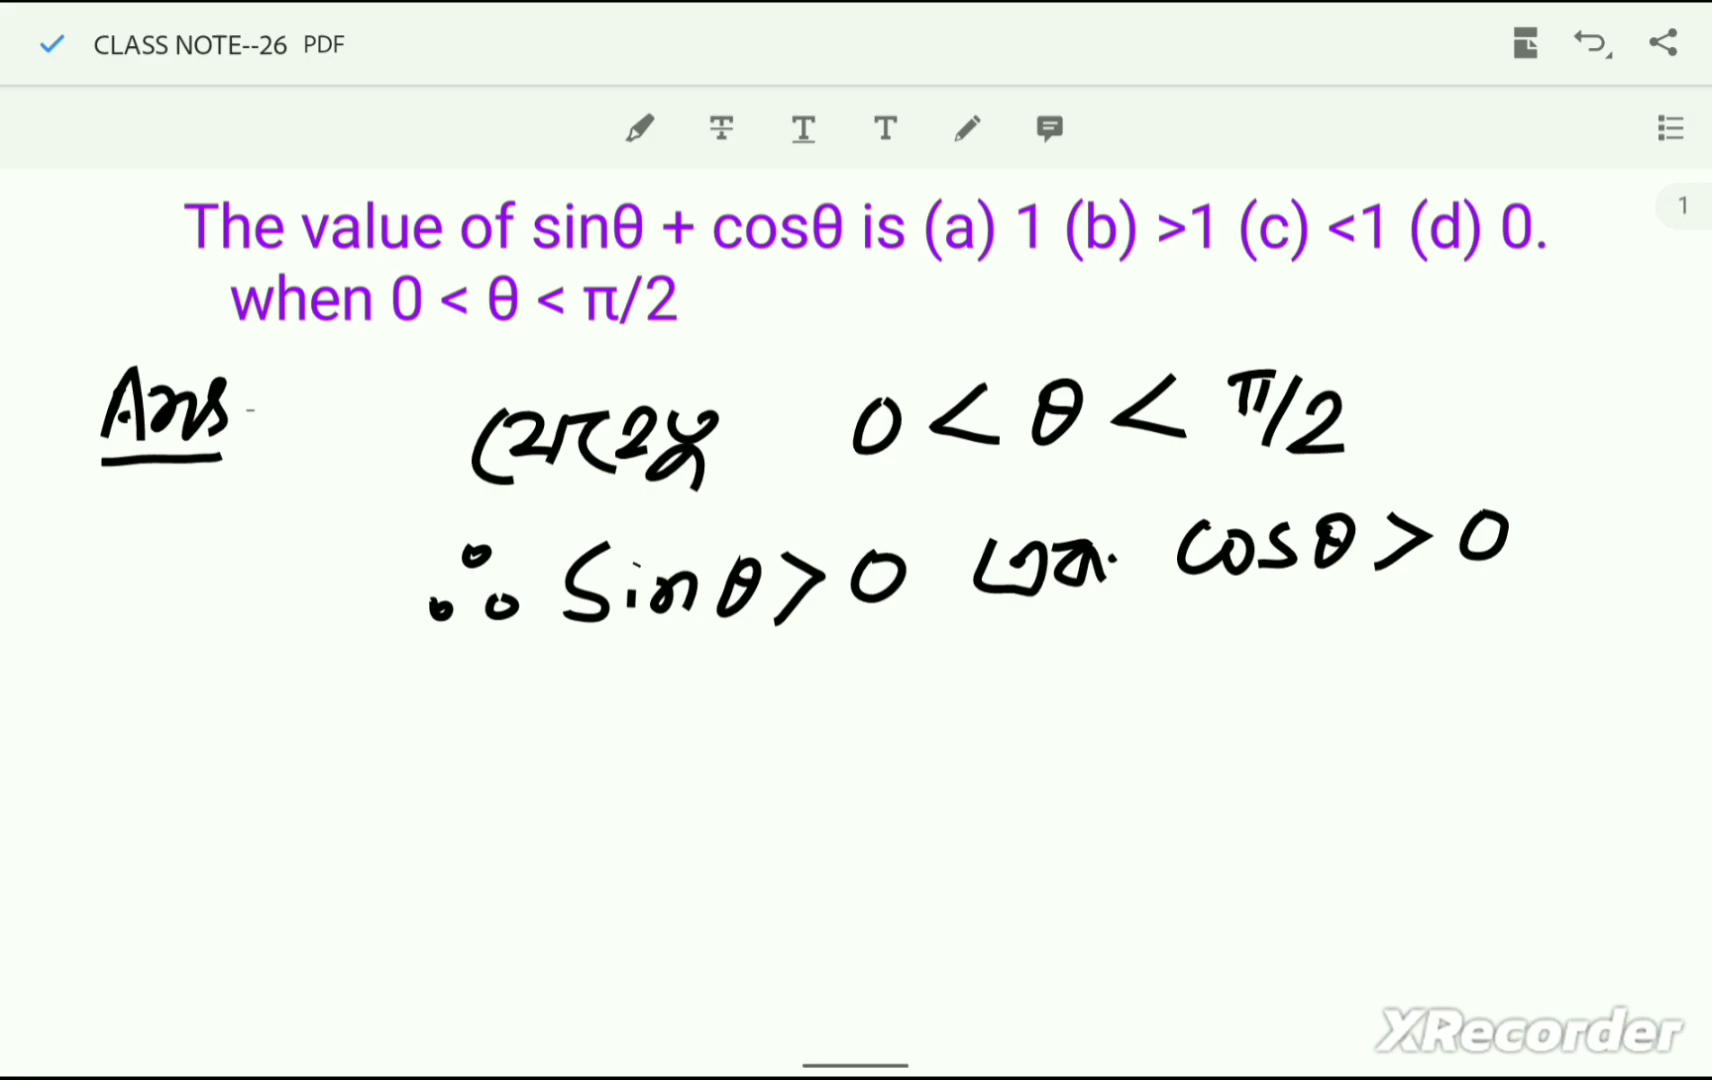 CLASS NOTE--26 PDF
1
The value of sinθ + cosθ is (a) 1 (b) >1 (c) <1 (d) 0.
when 0 < θ < π/2
Ans - যেহেতু 0 < θ < π/2
∴ Sinθ > 0 এবং cosθ > 0
XRecorder